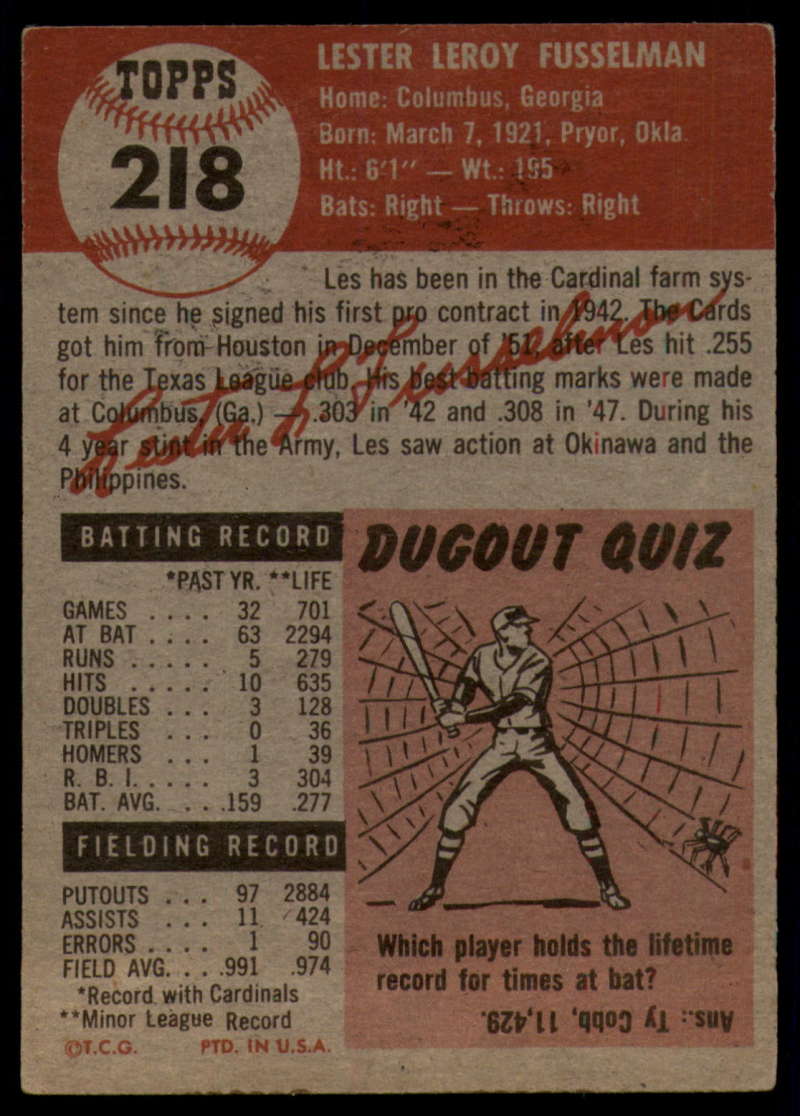 TOPPS
218
LESTER LEROY FUSSELMAN
Home: Columbus, Georgia
Born: March 7, 1921, Pryor, Okla.
Ht.: 6'1" — Wt.: 195
Bats: Right — Throws: Right
Les has been in the Cardinal farm sys-
tem since he signed his first pro contract in 1942. The Cards
got him from Houston in December of '51, after Les hit .255
for the Texas League club. His best batting marks were made
at Columbus, (Ga.) — .303 in '42 and .308 in '47. During his
4 year stint in the Army, Les saw action at Okinawa and the
Philippines.
Lester L. Fusselman
BATTING RECORD
*PAST YR. **LIFE
GAMES . . . . 32 701
AT BAT . . . . 63 2294
RUNS . . . . . 5 279
HITS . . . . . 10 635
DOUBLES . . . 3 128
TRIPLES . . . 0 36
HOMERS . . . 1 39
R. B. I. . . . . 3 304
BAT. AVG. . . . .159 .277
FIELDING RECORD
PUTOUTS . . . 97 2884
ASSISTS . . . 11 424
ERRORS . . . . 1 90
FIELD AVG. . . .991 .974
*Record with Cardinals
**Minor League Record
©T.C.G. PTD. IN U.S.A.
DUGOUT QUIZ
Which player holds the lifetime
record for times at bat?
Ans.: Ty Cobb, 11,429.